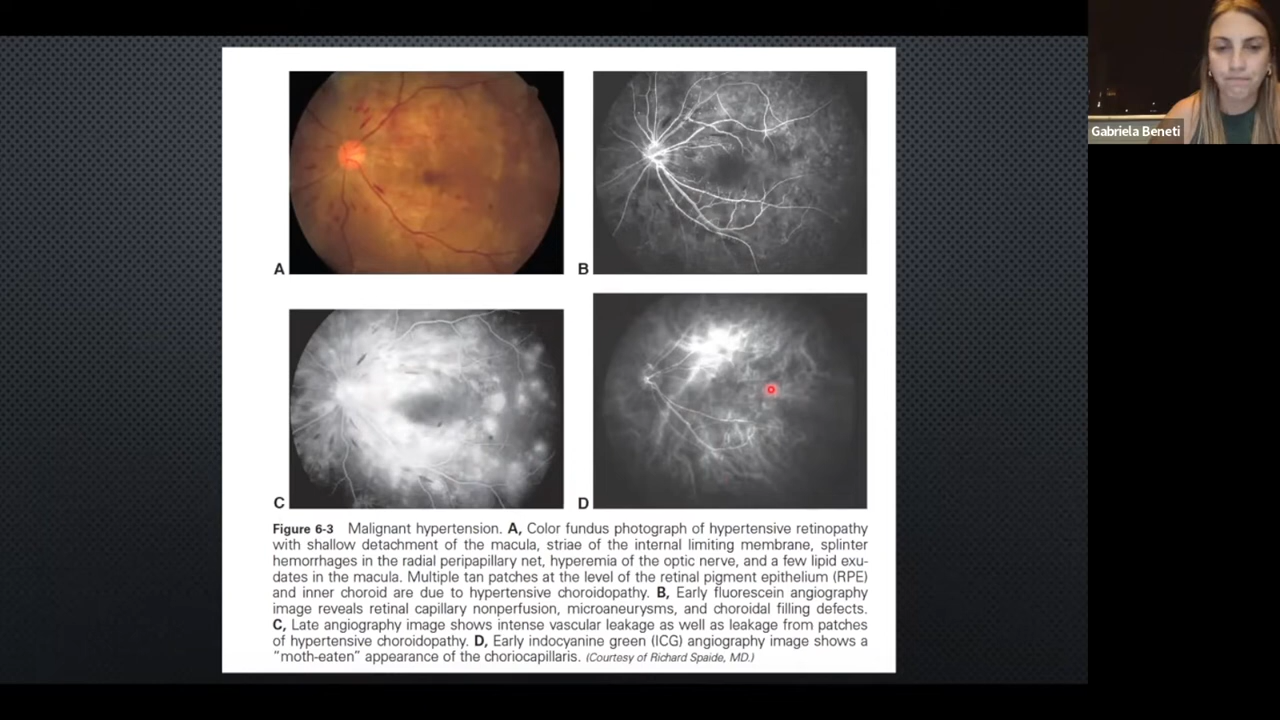 Gabriela Beneti
A
B
C
D
Figure 6-3 Malignant hypertension. A, Color fundus photograph of hypertensive retinopathy
with shallow detachment of the macula, striae of the internal limiting membrane, splinter
hemorrhages in the radial peripapillary net, hyperemia of the optic nerve, and a few lipid exu-
dates in the macula. Multiple tan patches at the level of the retinal pigment epithelium (RPE)
and inner choroid are due to hypertensive choroidopathy. B, Early fluorescein angiography
image reveals retinal capillary nonperfusion, microaneurysms, and choroidal filling defects.
C, Late angiography image shows intense vascular leakage as well as leakage from patches
of hypertensive choroidopathy. D, Early indocyanine green (ICG) angiography image shows a
“moth-eaten” appearance of the choriocapillaris. (Courtesy of Richard Spaide, MD.)